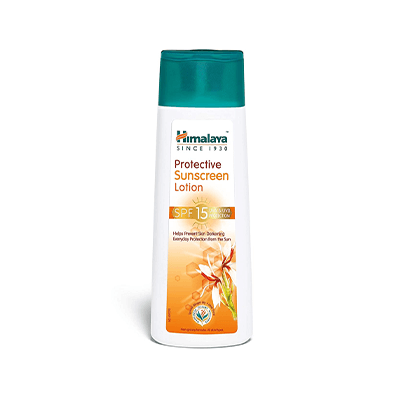 Himalaya
SINCE 1930
Protective
Sunscreen
Lotion
SPF 15
Helps Prevent Skin Darkening
Everyday Protection from the Sun